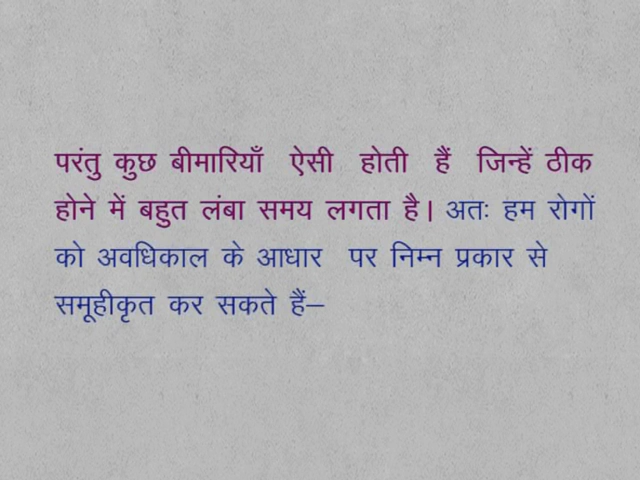 परंतु कुछ बीमारियाँ ऐसी होती हैं जिन्हें ठीक
होने में बहुत लंबा समय लगता है। अतः हम रोगों
को अवधिकाल के आधार पर निम्न प्रकार से
समूहीकृत कर सकते हैं–